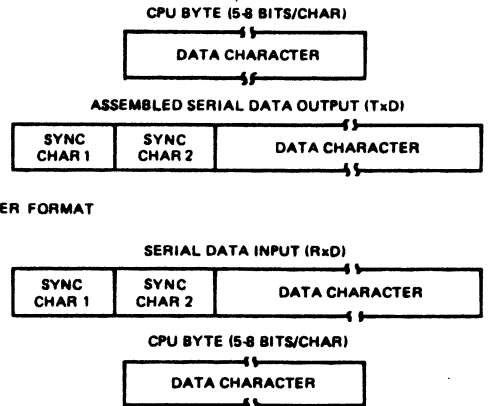 CPU BYTE (5-8 BITS/CHAR)
DATA CHARACTER
ASSEMBLED SERIAL DATA OUTPUT (TxD)
SYNC CHAR 1 SYNC CHAR 2 DATA CHARACTER
ER FORMAT
SERIAL DATA INPUT (RxD)
SYNC CHAR 1 SYNC CHAR 2 DATA CHARACTER
CPU BYTE (5-8 BITS/CHAR)
DATA CHARACTER